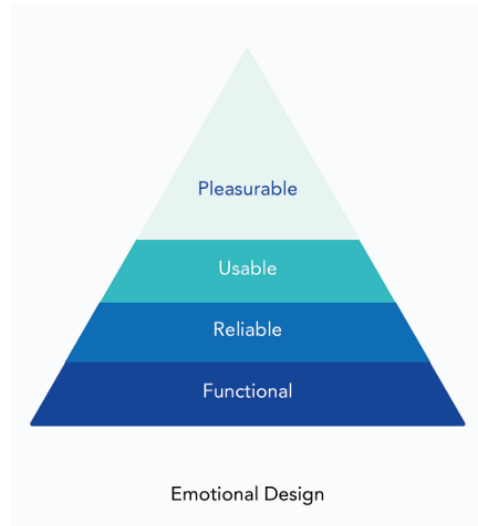 Pleasurable
Usable
Reliable
Functional
Emotional Design